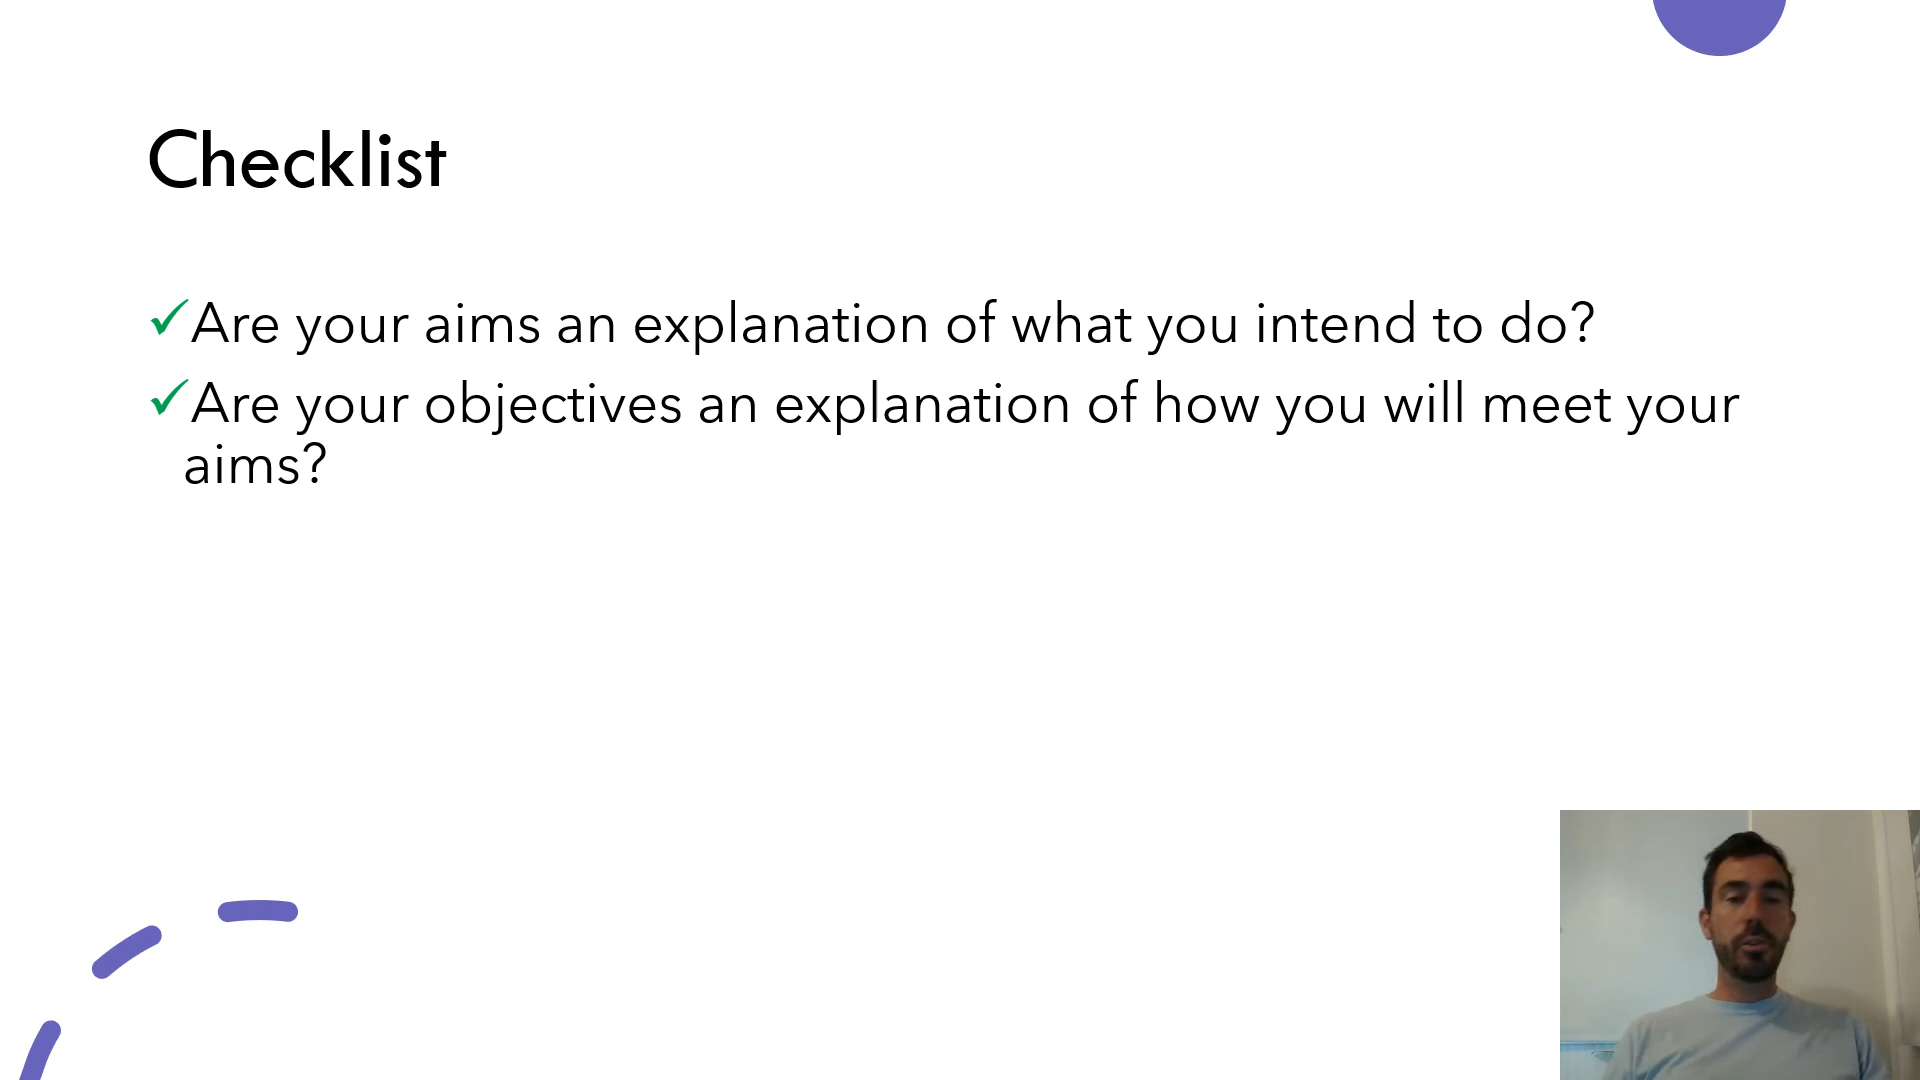 Checklist
✓Are your aims an explanation of what you intend to do?
✓Are your objectives an explanation of how you will meet your
aims?